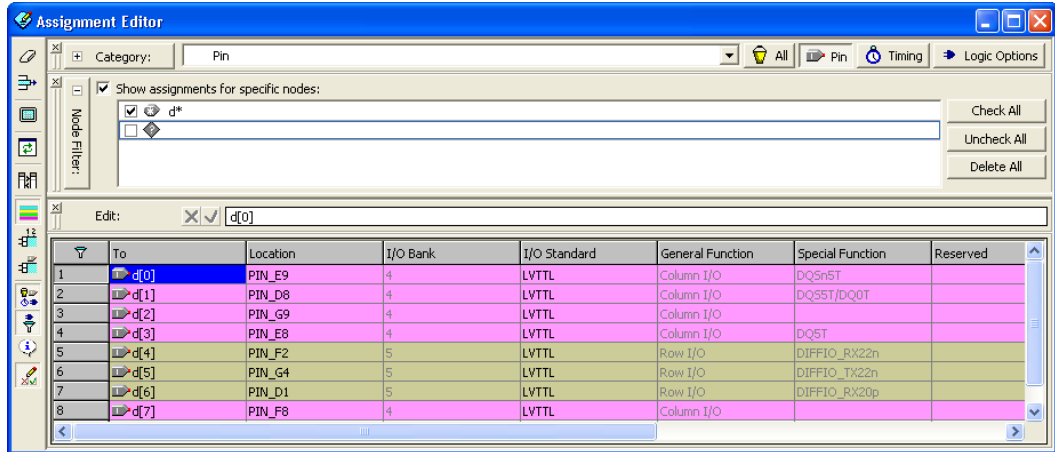 Assignment Editor
Category: Pin All Pin Timing Logic Options
Show assignments for specific nodes:
Node Filter:
d*
Check All
Uncheck All
Delete All
Edit: d[0]
To Location I/O Bank I/O Standard General Function Special Function Reserved
1 d[0] PIN_E9 4 LVTTL Column I/O DQSn5T
2 d[1] PIN_D8 4 LVTTL Column I/O DQS5T/DQ0T
3 d[2] PIN_G9 4 LVTTL Column I/O
4 d[3] PIN_E8 4 LVTTL Column I/O DQ5T
5 d[4] PIN_F2 5 LVTTL Row I/O DIFFIO_RX22n
6 d[5] PIN_G4 5 LVTTL Row I/O DIFFIO_TX22n
7 d[6] PIN_D1 5 LVTTL Row I/O DIFFIO_RX20p
8 d[7] PIN_F8 4 LVTTL Column I/O